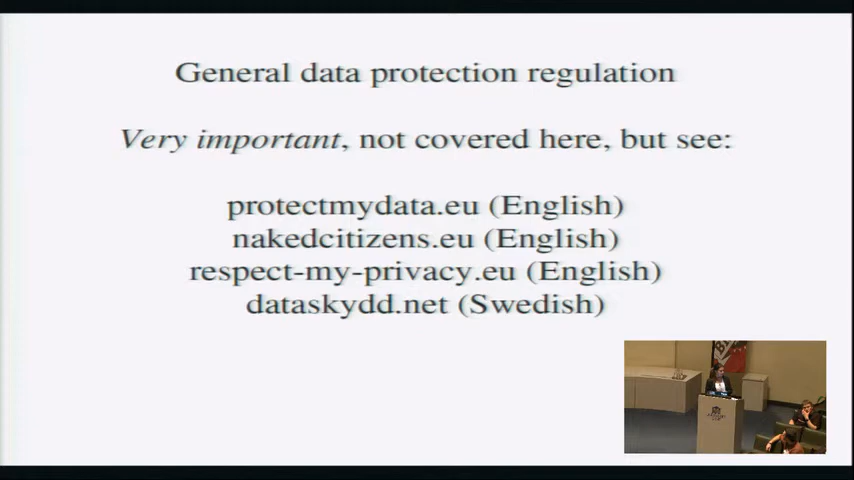 General data protection regulation
Very important, not covered here, but see:
protectmydata.eu (English)
nakedcitizens.eu (English)
respect-my-privacy.eu (English)
dataskydd.net (Swedish)